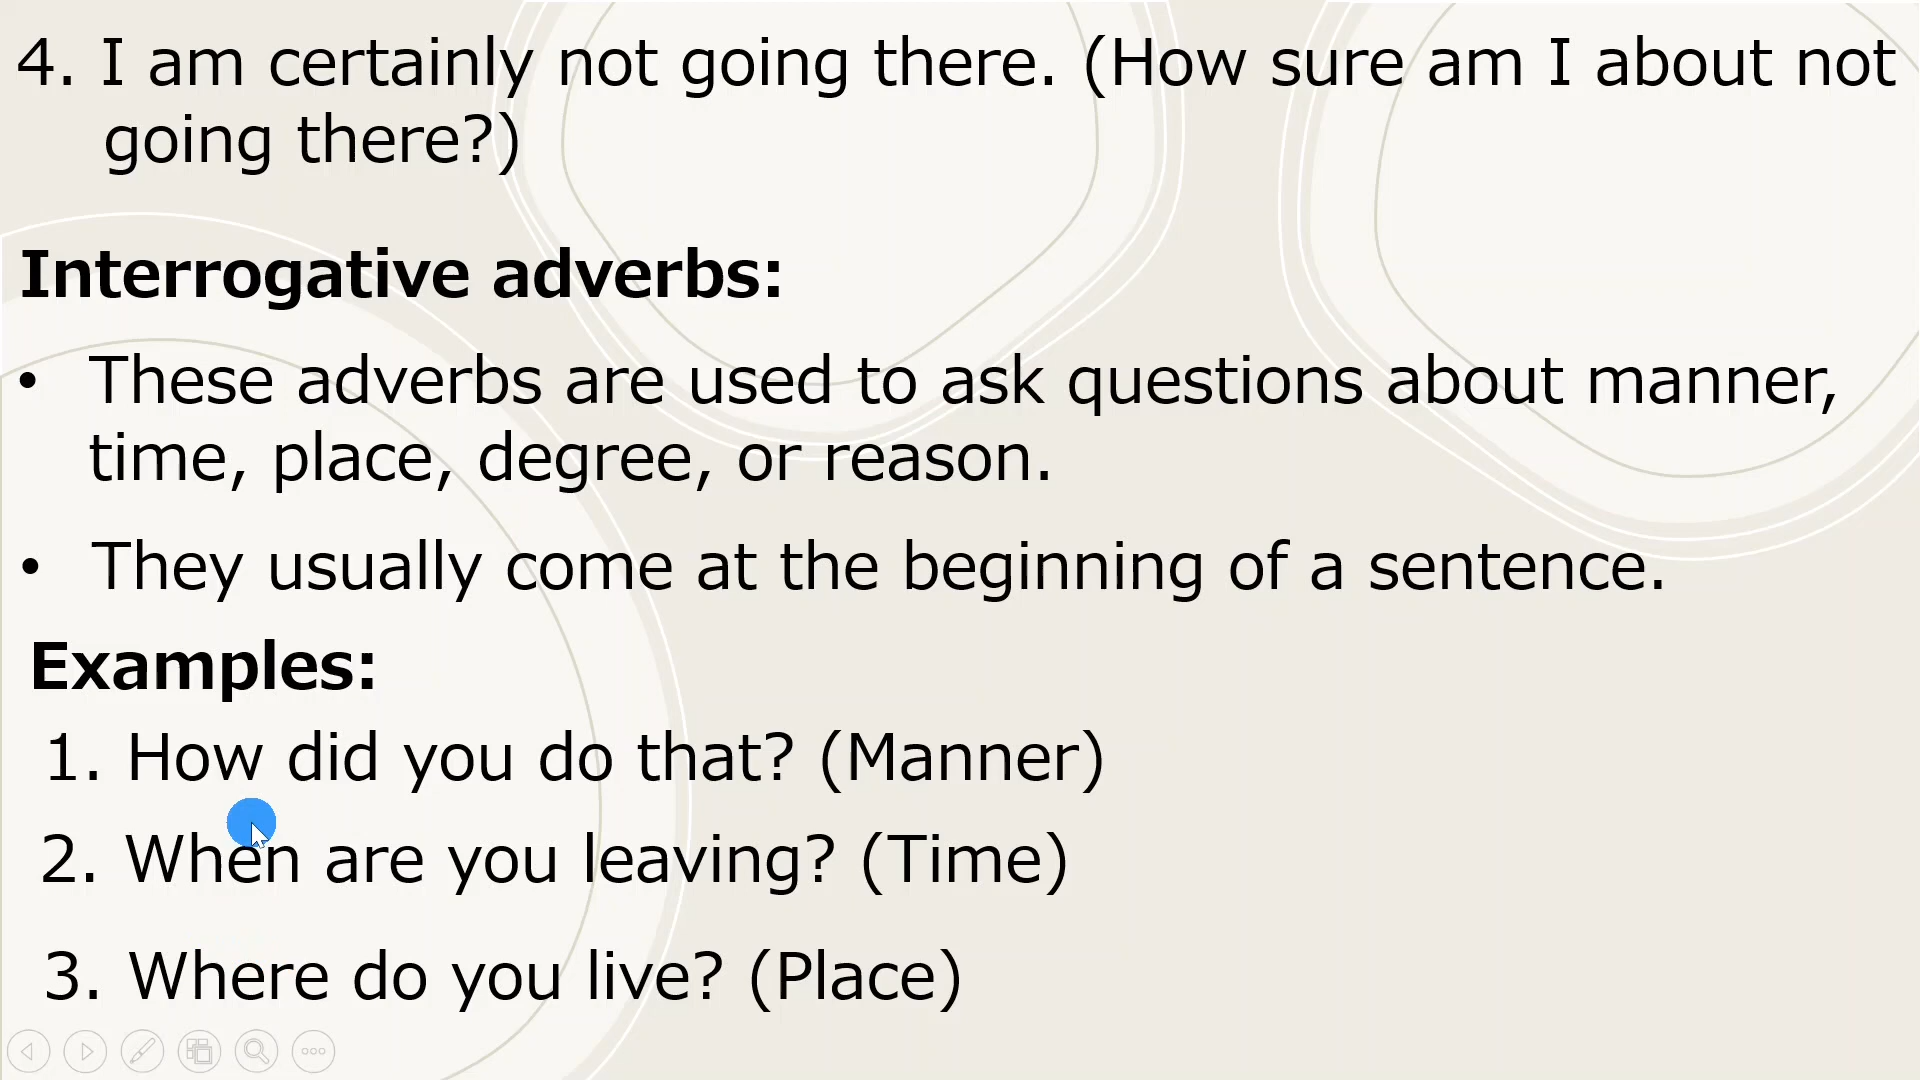 4. I am certainly not going there. (How sure am I about not
going there?)
Interrogative adverbs:
• These adverbs are used to ask questions about manner,
time, place, degree, or reason.
• They usually come at the beginning of a sentence.
Examples:
1. How did you do that? (Manner)
2. When are you leaving? (Time)
3. Where do you live? (Place)